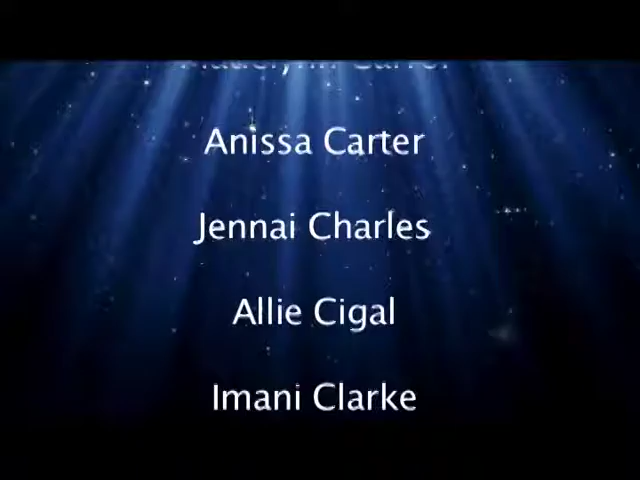 Anissa Carter
Jennai Charles
Allie Cigal
Imani Clarke